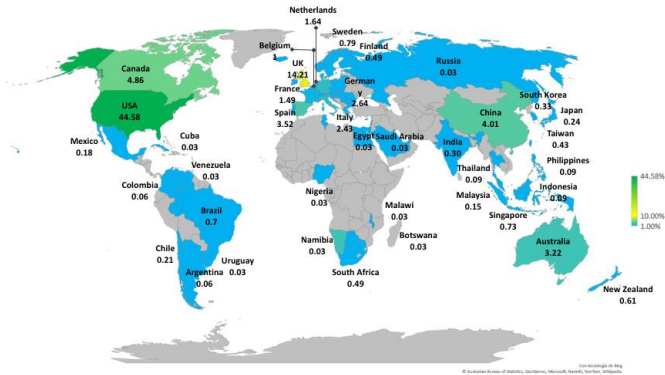 Netherlands
1.64
Sweden
0.79
Belgium
1
Finland
0.49
UK
14.21
Russia
0.03
Canada
4.86
German
y
2.64
France
1.49
South Korea
0.33
USA
44.58
Spain
3.52
Italy
2.43
China
4.01
Japan
0.24
Mexico
0.18
Cuba
0.03
Egypt
0.03
Saudi Arabia
0.03
India
0.30
Taiwan
0.43
Venezuela
0.03
Thailand
0.09
Philippines
0.09
Colombia
0.06
Nigeria
0.03
Malaysia
0.15
Indonesia
0.09
44.58%
10.00%
1.00%
Brazil
0.7
Malawi
0.03
Singapore
0.73
Chile
0.21
Uruguay
0.03
Namibia
0.03
Botswana
0.03
Australia
3.22
Argentina
0.06
South Africa
0.49
New Zealand
0.61
Con tecnología de Bing
© Australian Bureau of Statistics, GeoNames, Microsoft, Navinfo, TomTom, Wikipedia